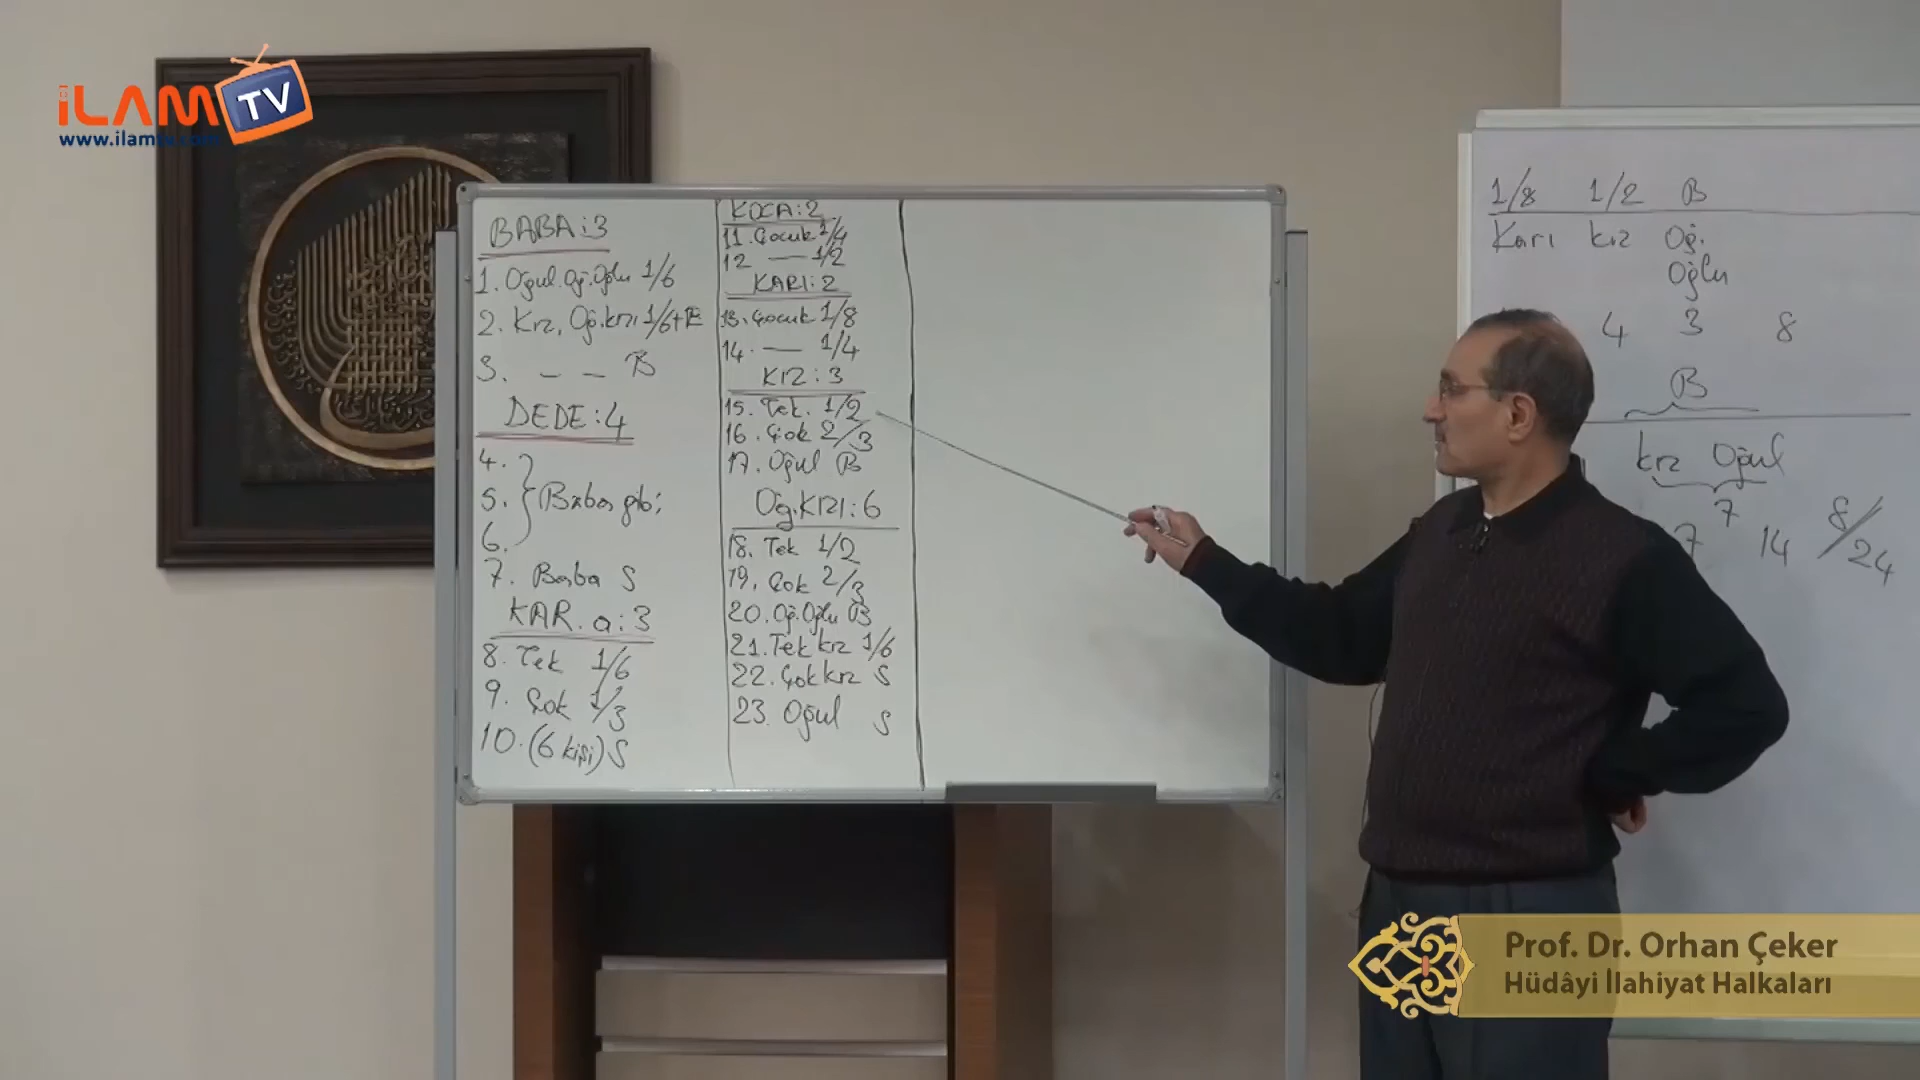 iLAM TV
www.ilamtv.com
BABA:3
1. Oğul. Oğ. Oğlu 1/6
2. Kız, Oğ. kızı 1/6+B
3. — — B
DEDE:4
4.
5. } Baba gibi
6.
7. Baba S
KAR. a:3
8. Tek 1/6
9. Çok 1/3
10. (6 kişi) S
KOCA:2
11. Çocuk 1/4
12 — 1/2
KARI:2
13. Çocuk 1/8
14. — 1/4
KIZ:3
15. Tek. 1/2
16. Çok 2/3
17. Oğul B
Oğ. KIZI:6
18. Tek 1/2
19. Çok 2/3
20. Oğ. Oğlu B
21. Tek kız 1/6
22. Çok kız S
23. Oğul S
1/8 1/2 B
Karı kız Oğ.
Oğlu
4 3 8
B
kız Oğul
7
7 14 8/24
Prof. Dr. Orhan Çeker
Hüdâyi İlahiyat Halkaları